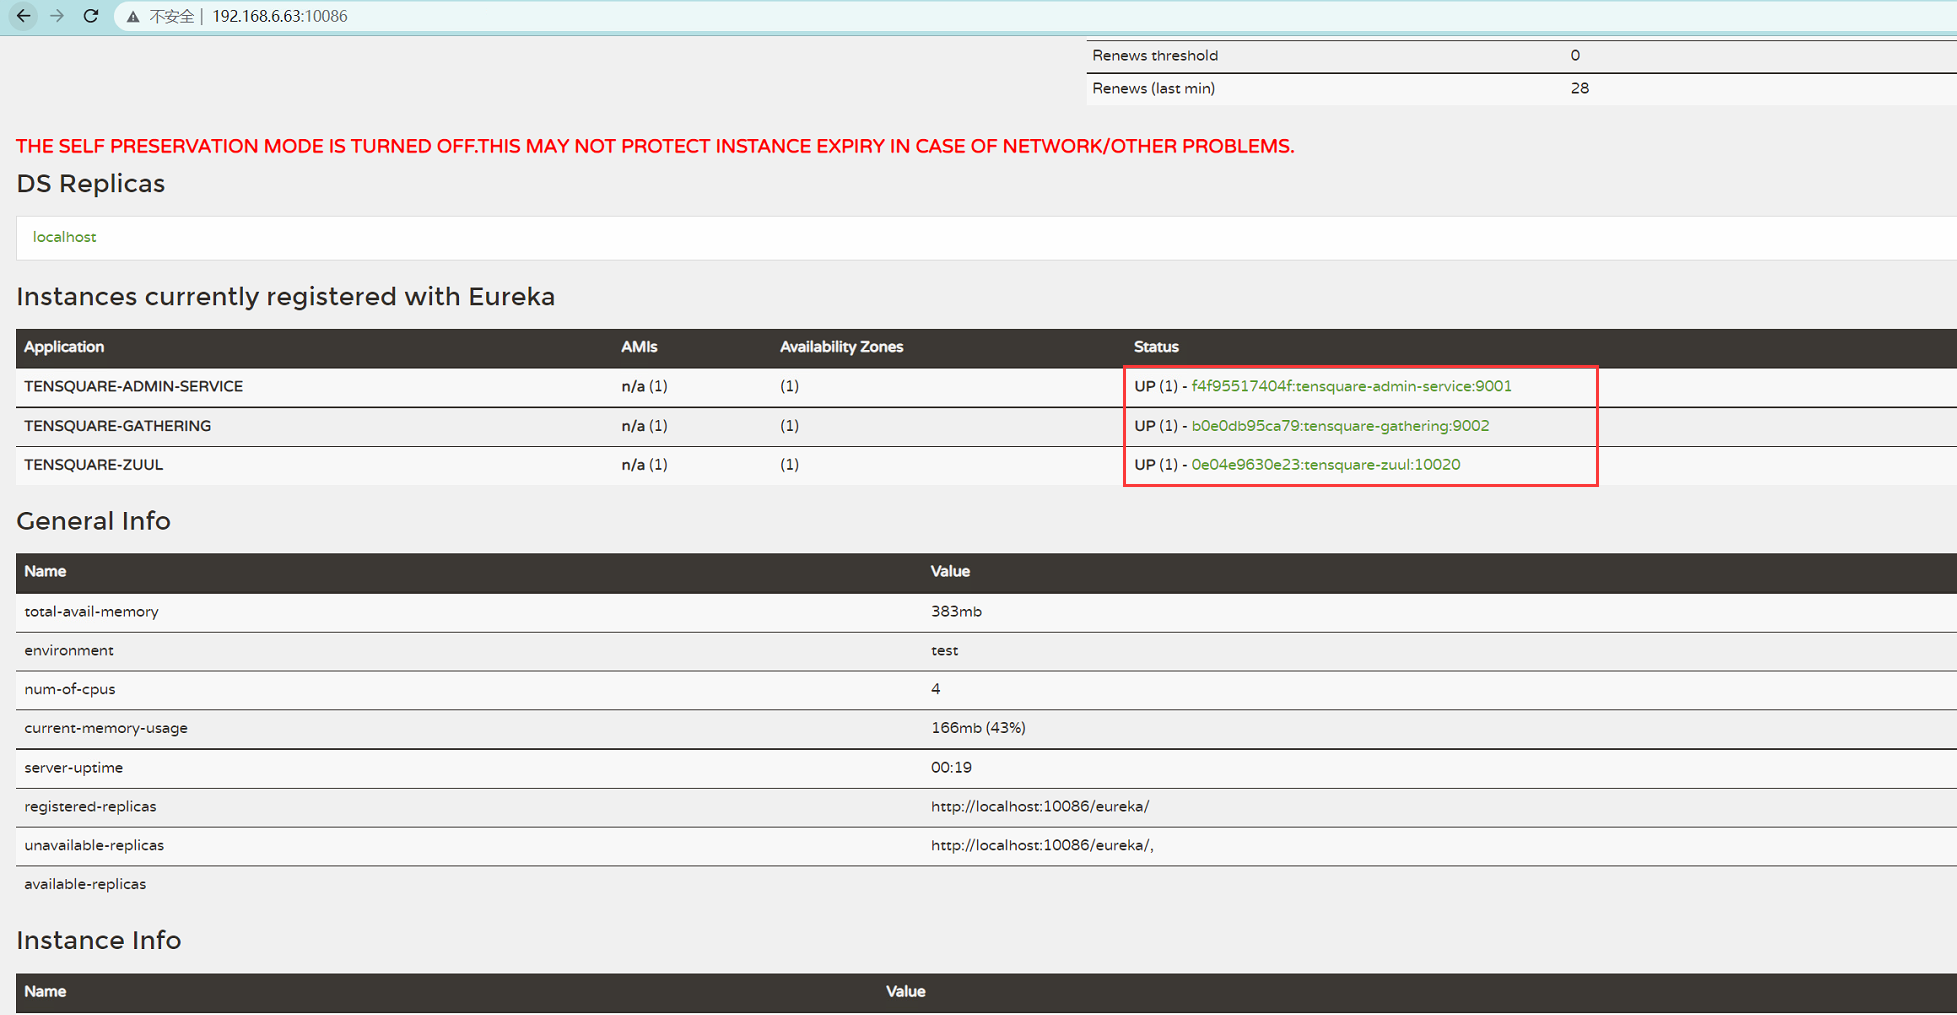 不安全 | 192.168.6.63:10086
Renews threshold 0
Renews (last min) 28
THE SELF PRESERVATION MODE IS TURNED OFF.THIS MAY NOT PROTECT INSTANCE EXPIRY IN CASE OF NETWORK/OTHER PROBLEMS.
DS Replicas
localhost
Instances currently registered with Eureka
Application AMIs Availability Zones Status
TENSQUARE-ADMIN-SERVICE n/a (1) (1) UP (1) - f4f95517404f:tensquare-admin-service:9001
TENSQUARE-GATHERING n/a (1) (1) UP (1) - b0e0db95ca79:tensquare-gathering:9002
TENSQUARE-ZUUL n/a (1) (1) UP (1) - 0e04e9630e23:tensquare-zuul:10020
General Info
Name Value
total-avail-memory 383mb
environment test
num-of-cpus 4
current-memory-usage 166mb (43%)
server-uptime 00:19
registered-replicas http://localhost:10086/eureka/
unavailable-replicas http://localhost:10086/eureka/,
available-replicas
Instance Info
Name Value